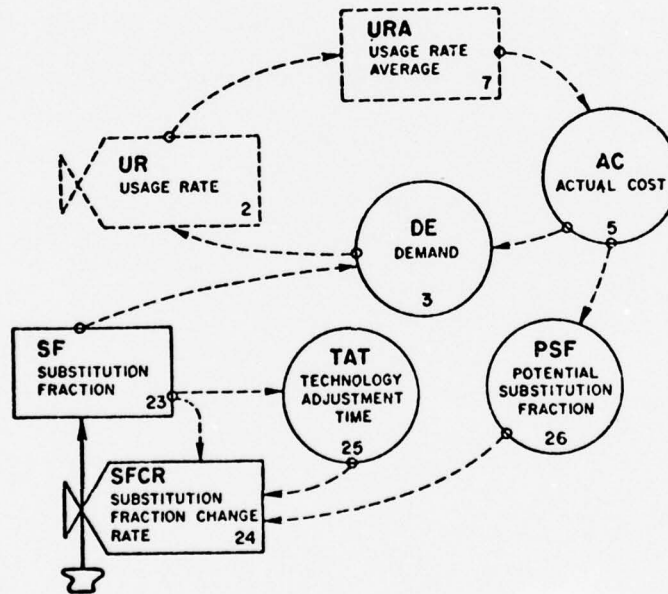 URA
USAGE RATE
AVERAGE
7
UR
USAGE RATE
2
AC
ACTUAL COST
5
DE
DEMAND
3
SF
SUBSTITUTION
FRACTION
23
TAT
TECHNOLOGY
ADJUSTMENT
TIME
25
PSF
POTENTIAL
SUBSTITUTION
FRACTION
26
SFCR
SUBSTITUTION
FRACTION CHANGE
RATE
24